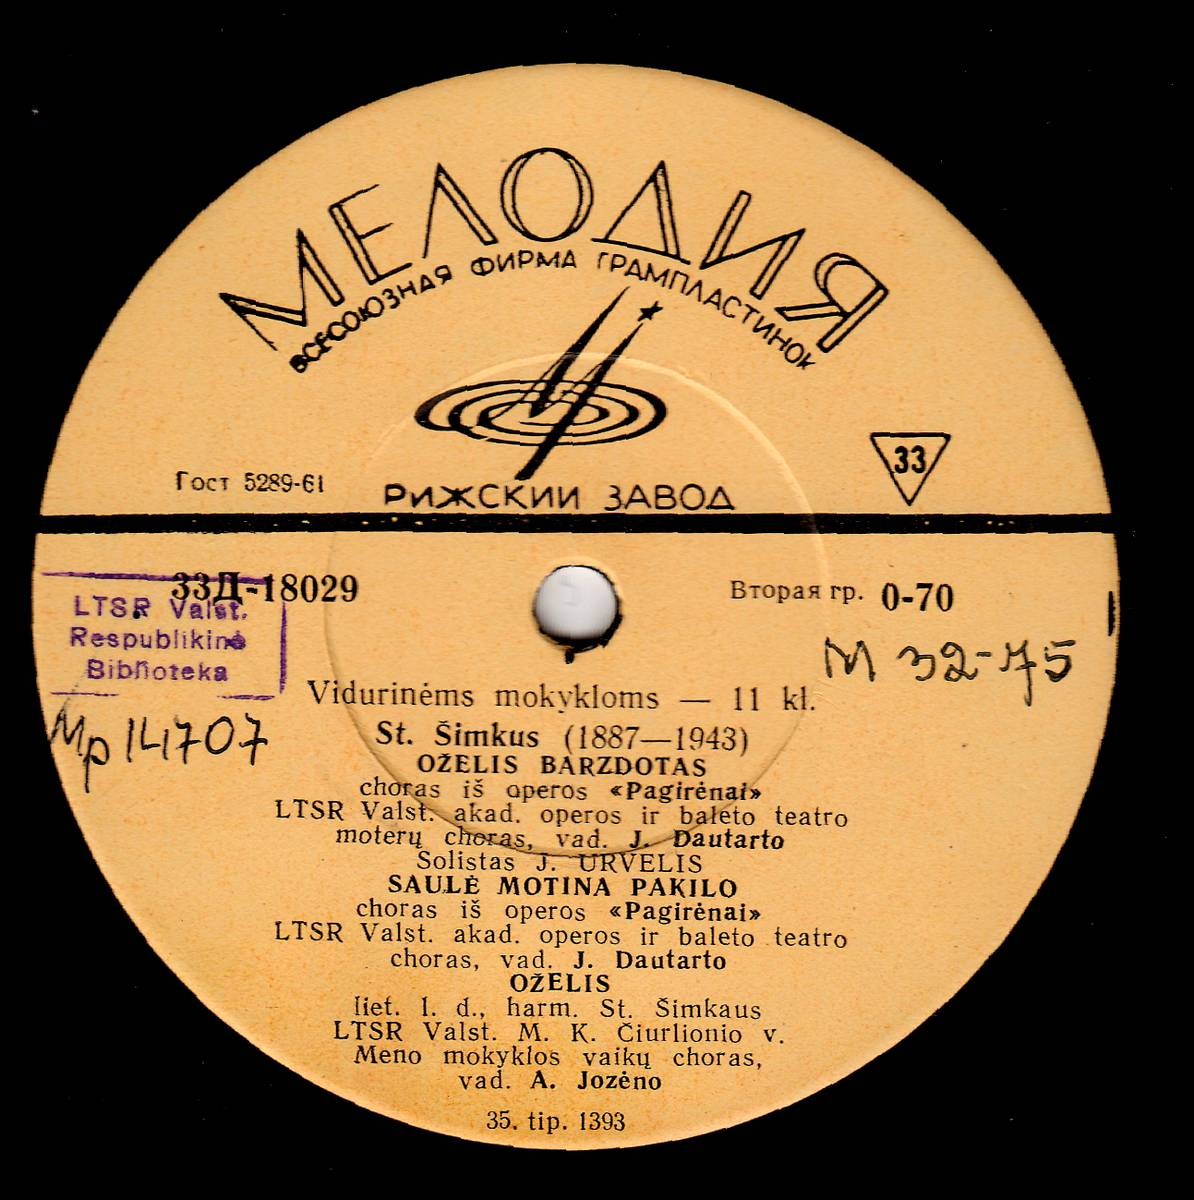 МЕЛОДИЯ
ВСЕСОЮЗНАЯ ФИРМА ГРАМПЛАСТИНОК
33
Гост 5289-61
РИЖСКИИ ЗАВОД
33Д-18029
Вторая гр. 0-70
LTSR Valst.
Respublikinė
Biblioteka
M 32-75
Mp 14707
Vidurinėms mokykloms — 11 kl.
St. Šimkus (1887—1943)
OŽELIS BARZDOTAS
choras iš operos «Pagirėnai»
LTSR Valst. akad. operos ir baleto teatro
moterų choras, vad. J. Dautarto
Solistas J. URVELIS
SAULĖ MOTINA PAKILO
choras iš operos «Pagirėnai»
LTSR Valst. akad. operos ir baleto teatro
choras, vad. J. Dautarto
OŽELIS
liet. l. d., harm. St. Šimkaus
LTSR Valst. M. K. Čiurlionio v.
Meno mokyklos vaikų choras,
vad. A. Jozėno
35. tip. 1393